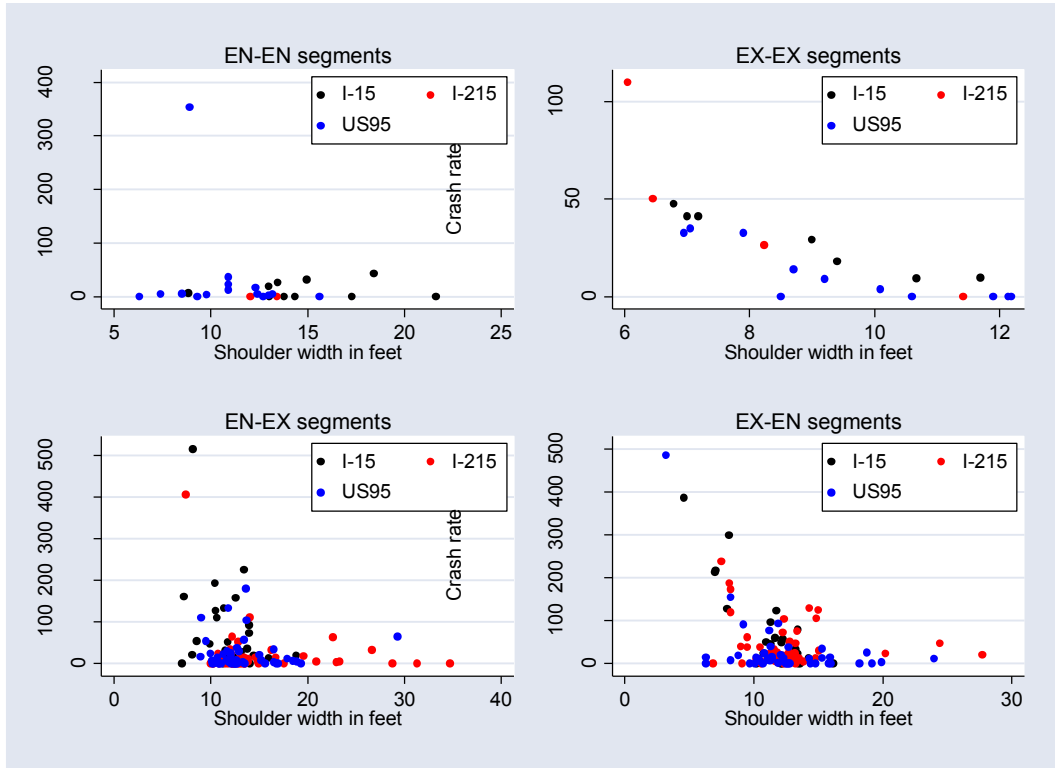 EN-EN segments
I-15 I-215
US95
0 100 200 300 400
5 10 15 20 25
Shoulder width in feet
EX-EX segments
I-15 I-215
US95
Crash rate
0 50 100
6 8 10 12
Shoulder width in feet
EN-EX segments
I-15 I-215
US95
0 100 200 300 400 500
0 10 20 30 40
Shoulder width in feet
EX-EN segments
I-15 I-215
US95
Crash rate
0 100 200 300 400 500
0 10 20 30
Shoulder width in feet